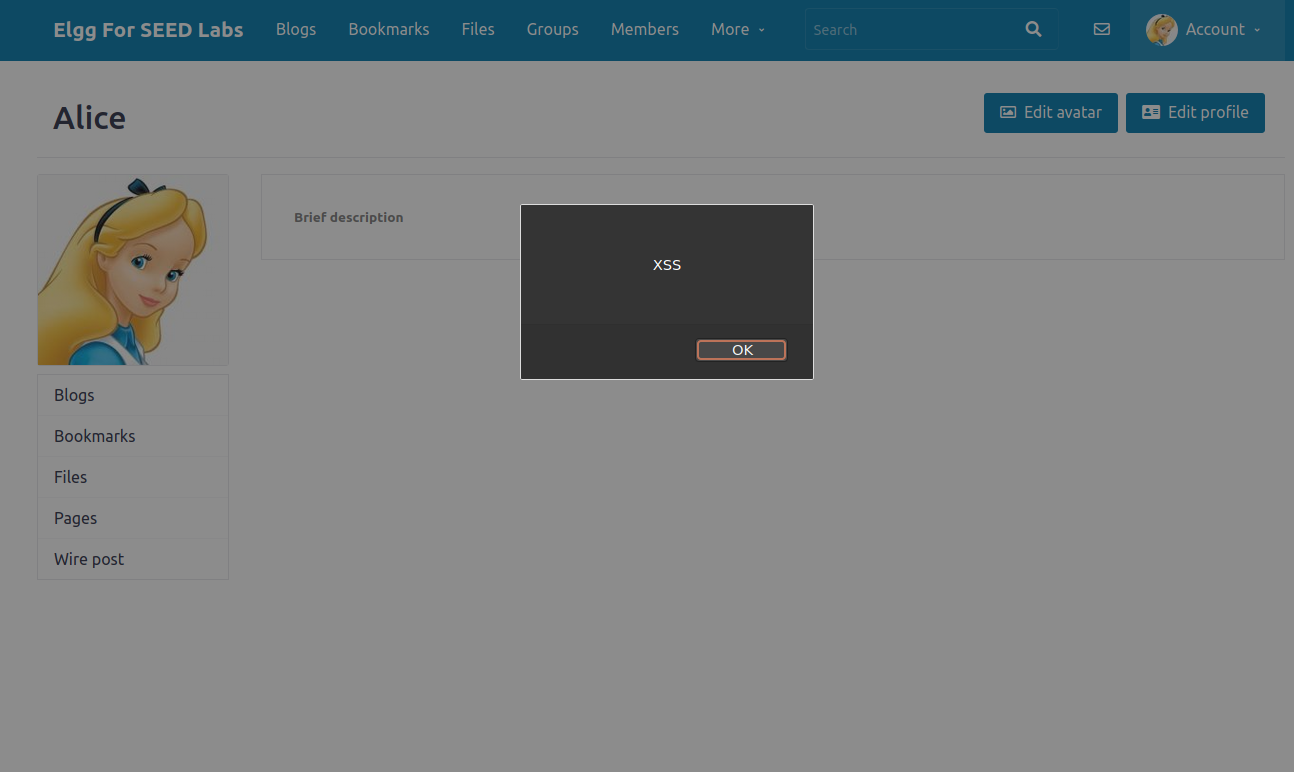 Elgg For SEED Labs Blogs Bookmarks Files Groups Members More Search Account
Alice Edit avatar Edit profile
Brief description
XSS
OK
Blogs
Bookmarks
Files
Pages
Wire post